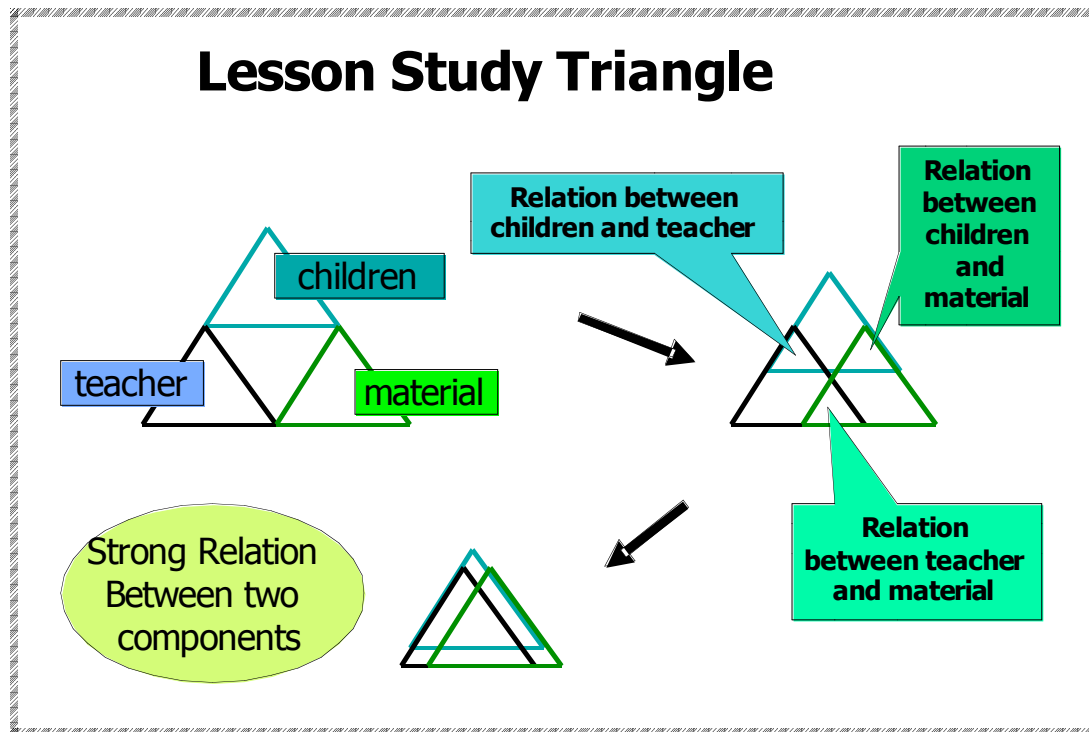 Lesson Study Triangle
children
teacher
material
Relation between
children and teacher
Relation
between
children
and
material
Relation
between teacher
and material
Strong Relation
Between two
components